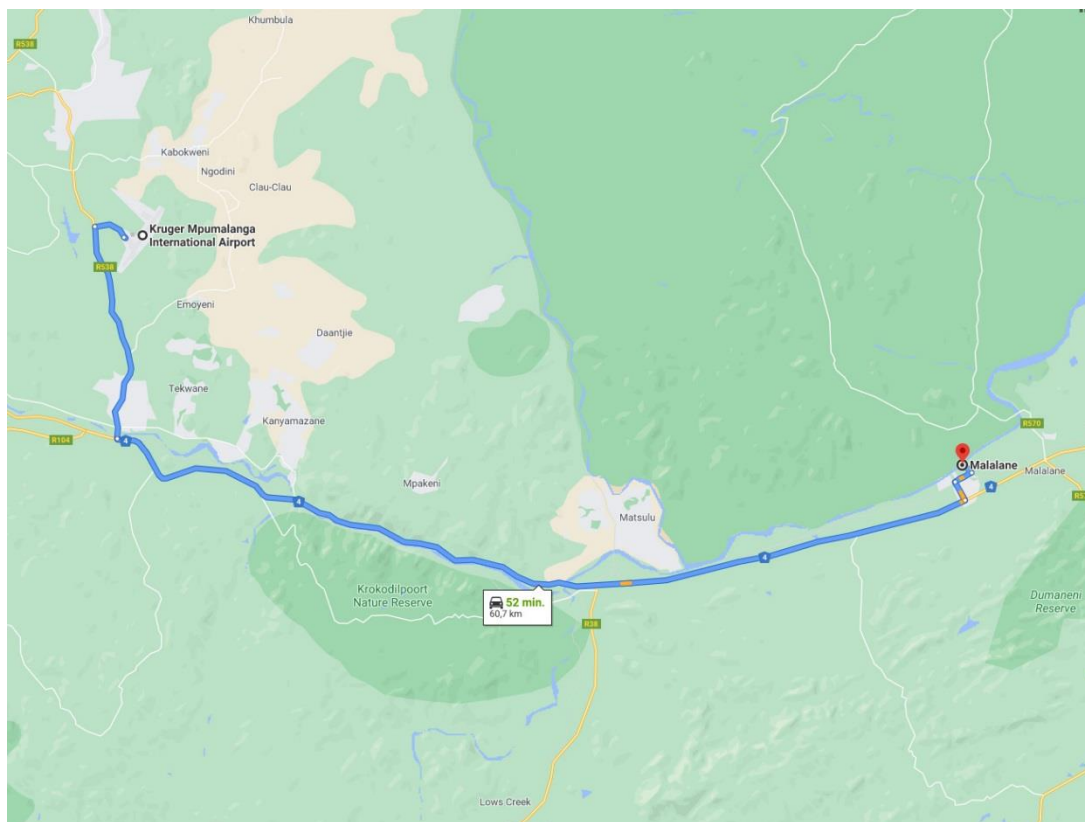 Khumbula
R538
Kabokweni
Ngodini
Clau-Clau
Kruger Mpumalanga
International Airport
R538
Emoyeni
Daantjie
Tekwane
Kanyamazane
R104
4
4
Mpakeni
Matsulu
R570
Malalane
Malalane
4
4
Krokodilpoort
Nature Reserve
52 min.
60,7 km
R38
Dumaneni
Reserve
Lows Creek